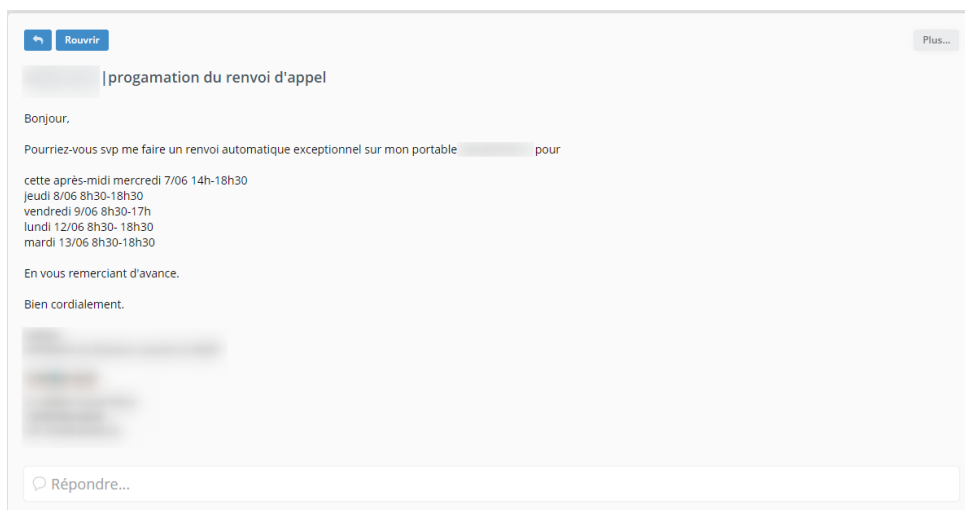 Rouvrir
Plus...
|progamation du renvoi d'appel
Bonjour,
Pourriez-vous svp me faire un renvoi automatique exceptionnel sur mon portable pour
cette après-midi mercredi 7/06 14h-18h30
jeudi 8/06 8h30-18h30
vendredi 9/06 8h30-17h
lundi 12/06 8h30- 18h30
mardi 13/06 8h30-18h30
En vous remerciant d'avance.
Bien cordialement.
Répondre...